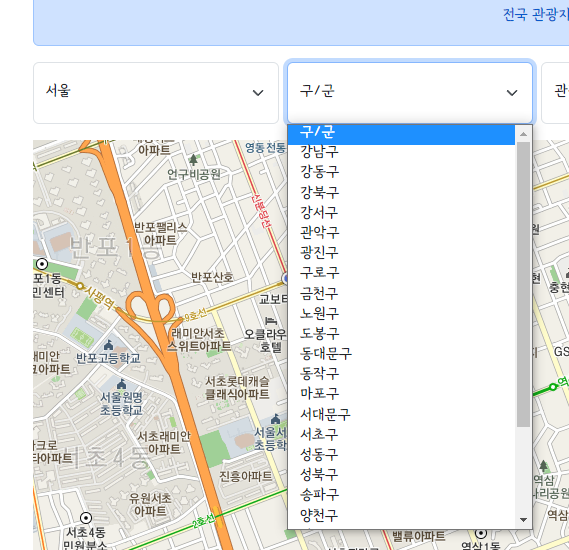 전국 관광지
서울
구/군
관
구/군
강남구
강동구
강북구
강서구
관악구
광진구
구로구
금천구
노원구
도봉구
동대문구
동작구
마포구
서대문구
서초구
성동구
성북구
송파구
양천구
아파트
언구비공원
영동전통
신분당선
반포팰리스
아파트
반포1동
포1동
민센터
사평역
반포산호
교보타
9호선
래미안서초
스위트아파트
오클라우
호텔
반포고등학교
서울원명
초등학교
서초롯데캐슬
클래식아파트
서초래미안
아파트
서울서
초등
서초4동
진흥아파트
유원서초
아파트
2호선
서초4동
민원분소
밸류아파트
역삼1동
역삼
나리공원
GS
충현